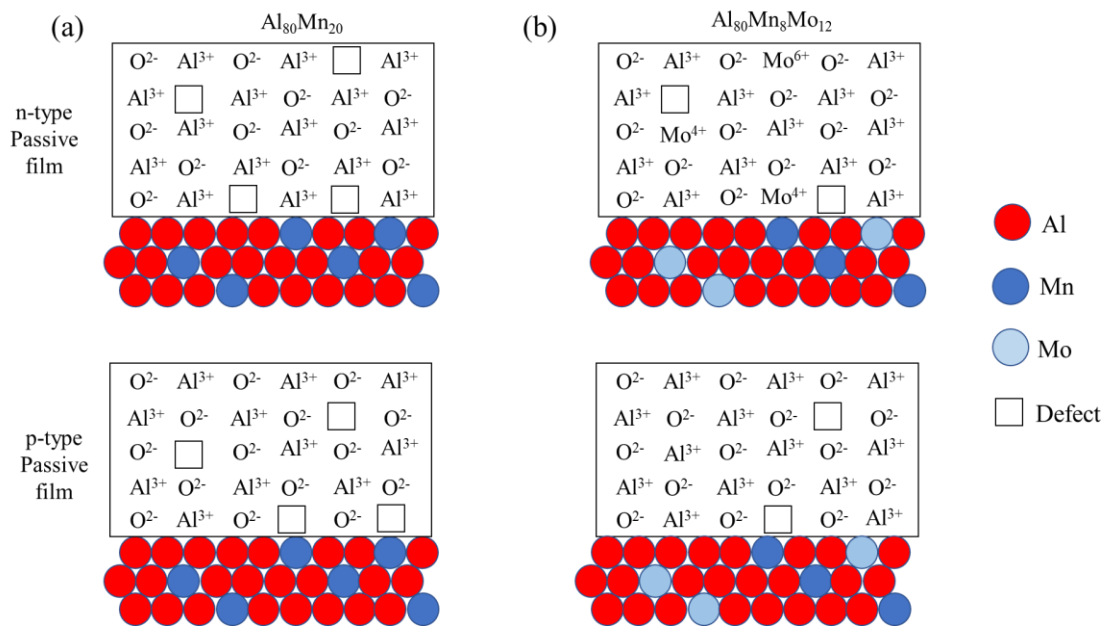 (a) Al₈₀Mn₂₀
(b) Al₈₀Mn₈Mo₁₂
n-type
Passive
film
O²⁻ Al³⁺ O²⁻ Al³⁺ Al³⁺
Al³⁺ Al³⁺ O²⁻ Al³⁺ O²⁻
O²⁻ Al³⁺ O²⁻ Al³⁺ O²⁻ Al³⁺
Al³⁺ O²⁻ Al³⁺ O²⁻ Al³⁺ O²⁻
O²⁻ Al³⁺ Al³⁺ Al³⁺
O²⁻ Al³⁺ O²⁻ Mo⁶⁺ O²⁻ Al³⁺
Al³⁺ Al³⁺ O²⁻ Al³⁺ O²⁻
O²⁻ Mo⁴⁺ O²⁻ Al³⁺ O²⁻ Al³⁺
Al³⁺ O²⁻ Al³⁺ O²⁻ Al³⁺ O²⁻
O²⁻ Al³⁺ O²⁻ Mo⁴⁺ Al³⁺
p-type
Passive
film
O²⁻ Al³⁺ O²⁻ Al³⁺ O²⁻ Al³⁺
Al³⁺ O²⁻ Al³⁺ O²⁻ O²⁻
O²⁻ O²⁻ Al³⁺ O²⁻ Al³⁺
Al³⁺ O²⁻ Al³⁺ O²⁻ Al³⁺ O²⁻
O²⁻ Al³⁺ O²⁻ O²⁻
O²⁻ Al³⁺ O²⁻ Al³⁺ O²⁻ Al³⁺
Al³⁺ O²⁻ Al³⁺ O²⁻ O²⁻
O²⁻ Al³⁺ O²⁻ Al³⁺ O²⁻ Al³⁺
Al³⁺ O²⁻ Al³⁺ O²⁻ Al³⁺ O²⁻
O²⁻ Al³⁺ O²⁻ O²⁻ Al³⁺
Al
Mn
Mo
Defect